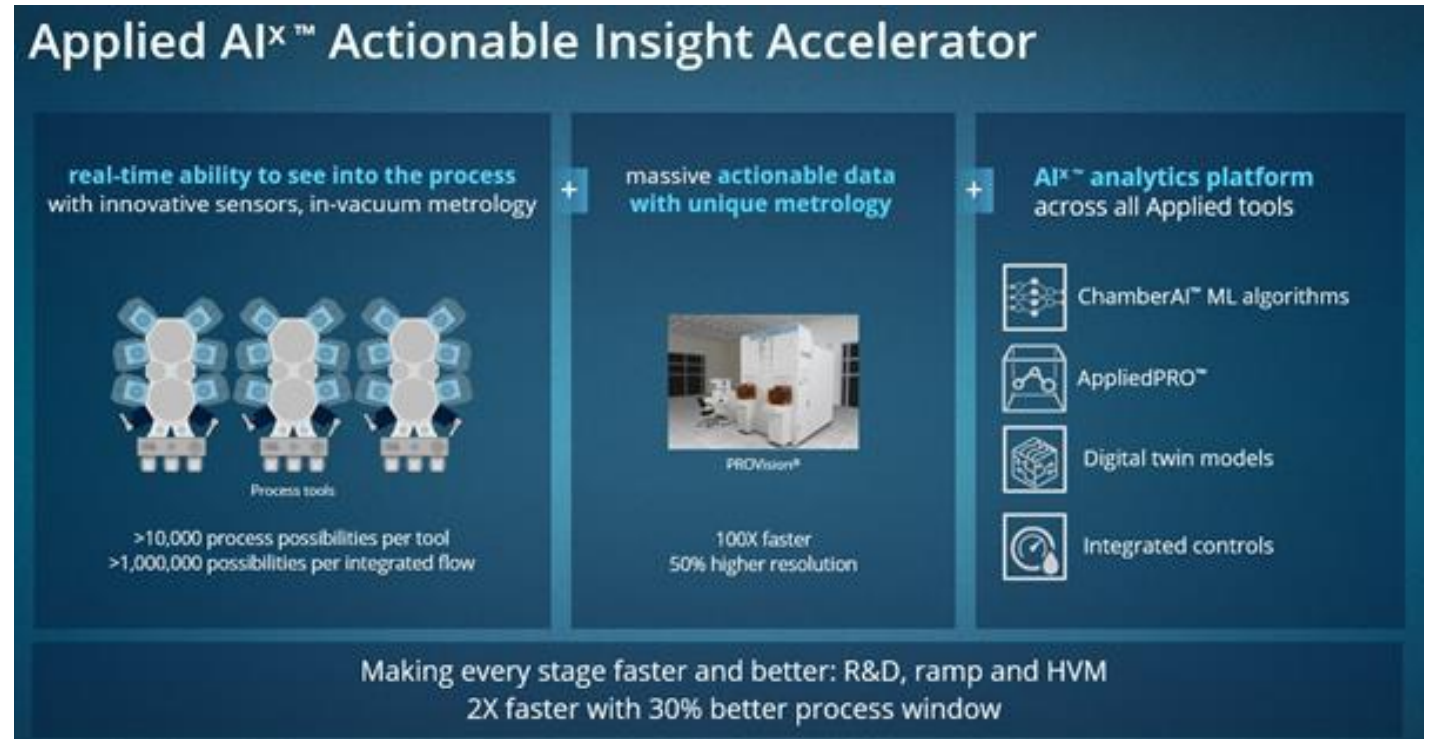 Applied AIˣ™ Actionable Insight Accelerator
real-time ability to see into the process
with innovative sensors, in-vacuum metrology
Process tools
>10,000 process possibilities per tool
>1,000,000 possibilities per integrated flow
+
massive actionable data
with unique metrology
PROVision®
100X faster
50% higher resolution
+
AIˣ™ analytics platform
across all Applied tools
ChamberAI™ ML algorithms
AppliedPRO™
Digital twin models
Integrated controls
Making every stage faster and better: R&D, ramp and HVM
2X faster with 30% better process window